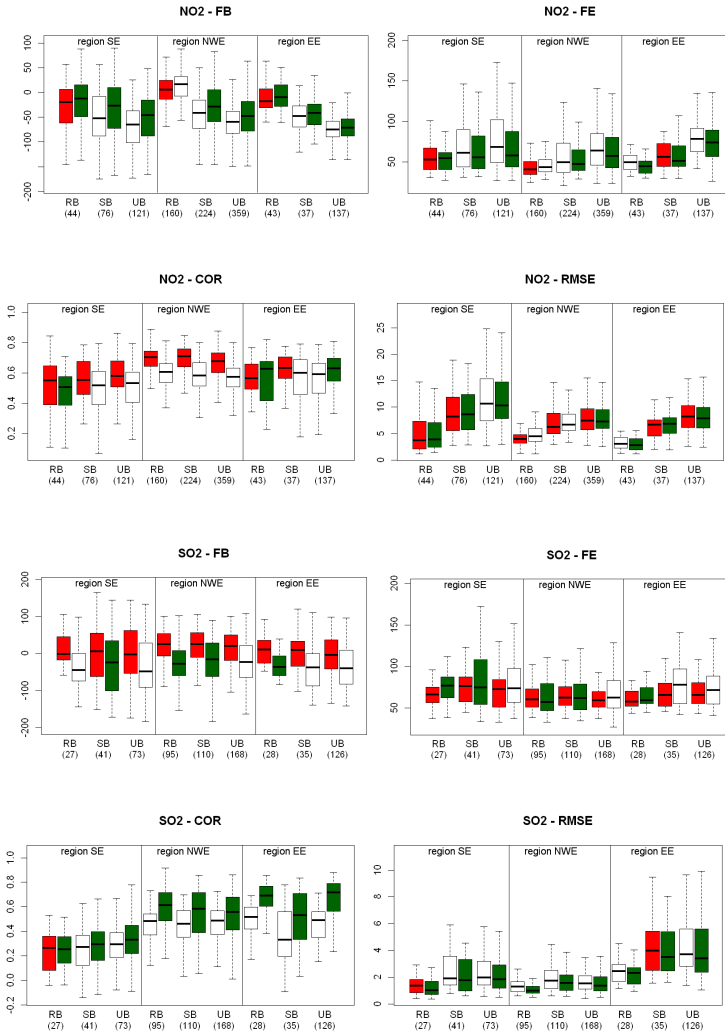 NO2 - FB
NO2 - FE
100
50
0
-50
-100
-200
region SE
region NWE
region EE
RB SB UB RB SB UB RB SB UB
(44) (76) (121) (160) (224) (359) (43) (37) (137)
200
150
100
50
region SE
region NWE
region EE
RB SB UB RB SB UB RB SB UB
(44) (76) (121) (160) (224) (359) (43) (37) (137)
NO2 - COR
NO2 - RMSE
1.0
0.8
0.6
0.4
0.2
region SE
region NWE
region EE
RB SB UB RB SB UB RB SB UB
(44) (76) (121) (160) (224) (359) (43) (37) (137)
25
20
15
10
5
0
region SE
region NWE
region EE
RB SB UB RB SB UB RB SB UB
(44) (76) (121) (160) (224) (359) (43) (37) (137)
SO2 - FB
SO2 - FE
200
100
0
-100
-200
region SE
region NWE
region EE
RB SB UB RB SB UB RB SB UB
(27) (41) (73) (95) (110) (168) (28) (35) (126)
200
150
100
50
region SE
region NWE
region EE
RB SB UB RB SB UB RB SB UB
(27) (41) (73) (95) (110) (168) (28) (35) (126)
SO2 - COR
SO2 - RMSE
1.0
0.8
0.6
0.4
0.2
0.0
-0.2
region SE
region NWE
region EE
RB SB UB RB SB UB RB SB UB
(27) (41) (73) (95) (110) (168) (28) (35) (126)
10
8
6
4
2
0
region SE
region NWE
region EE
RB SB UB RB SB UB RB SB UB
(27) (41) (73) (95) (110) (168) (28) (35) (126)